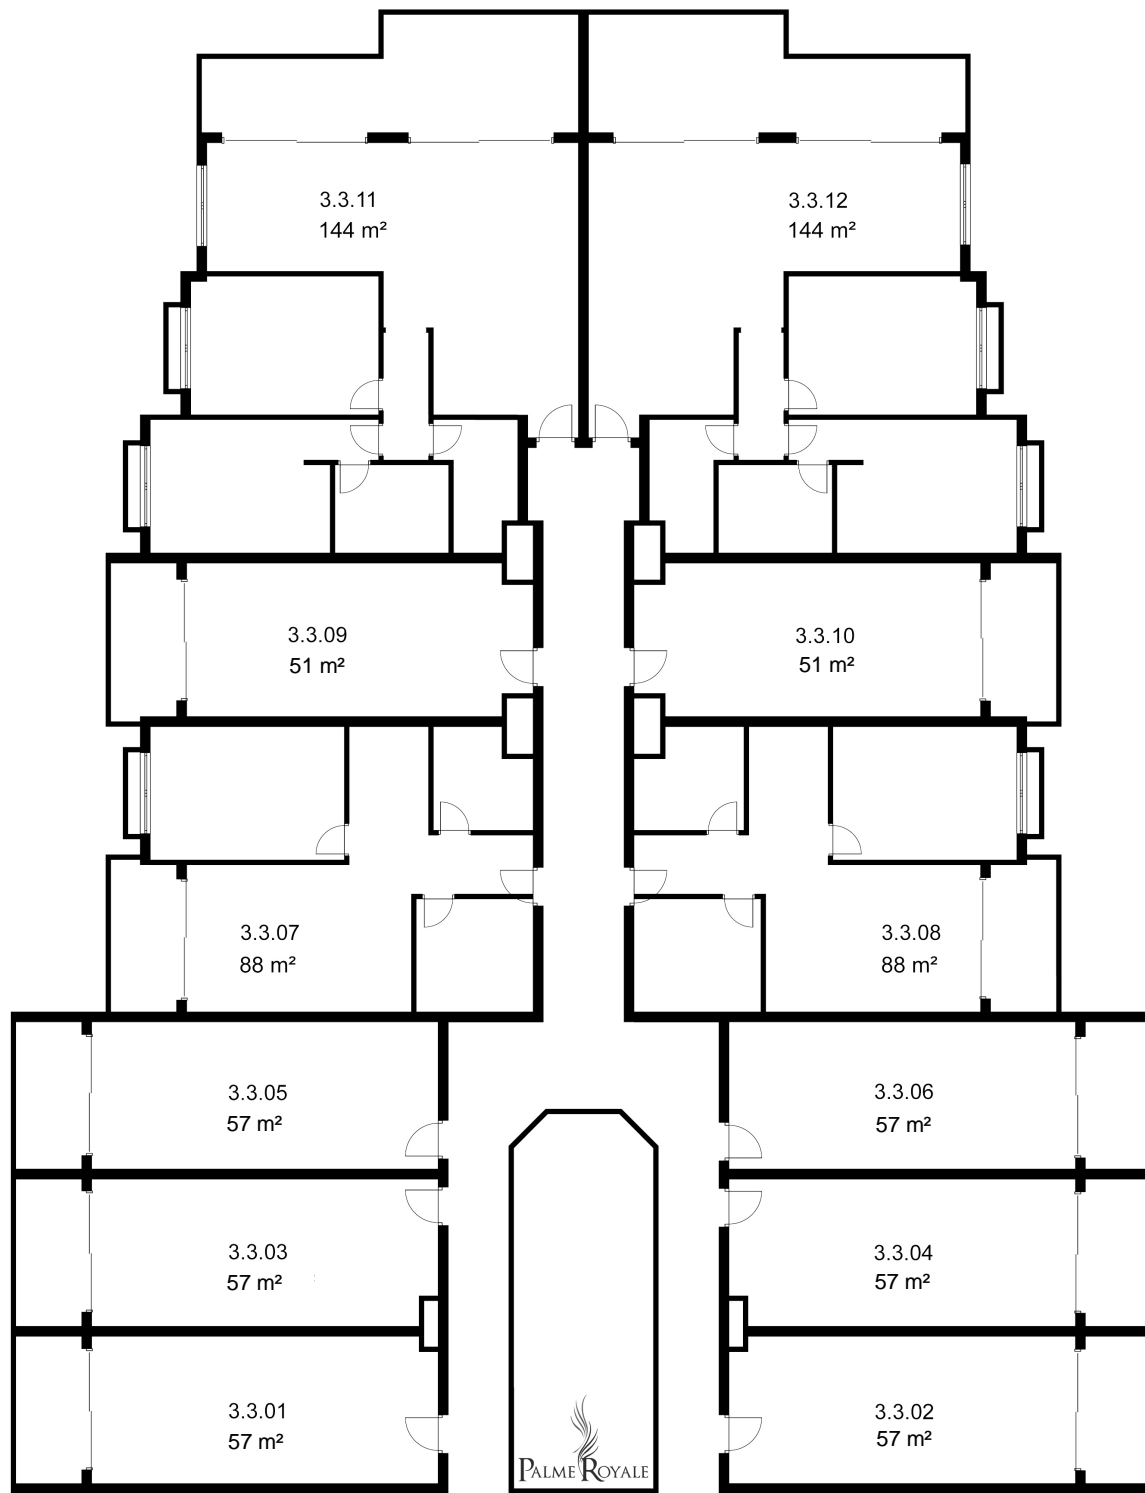 3.3.11
144 m²
3.3.12
144 m²
3.3.09
51 m²
3.3.10
51 m²
3.3.07
88 m²
3.3.08
88 m²
3.3.05
57 m²
3.3.06
57 m²
3.3.03
57 m²
3.3.04
57 m²
3.3.01
57 m²
3.3.02
57 m²
PALME ROYALE